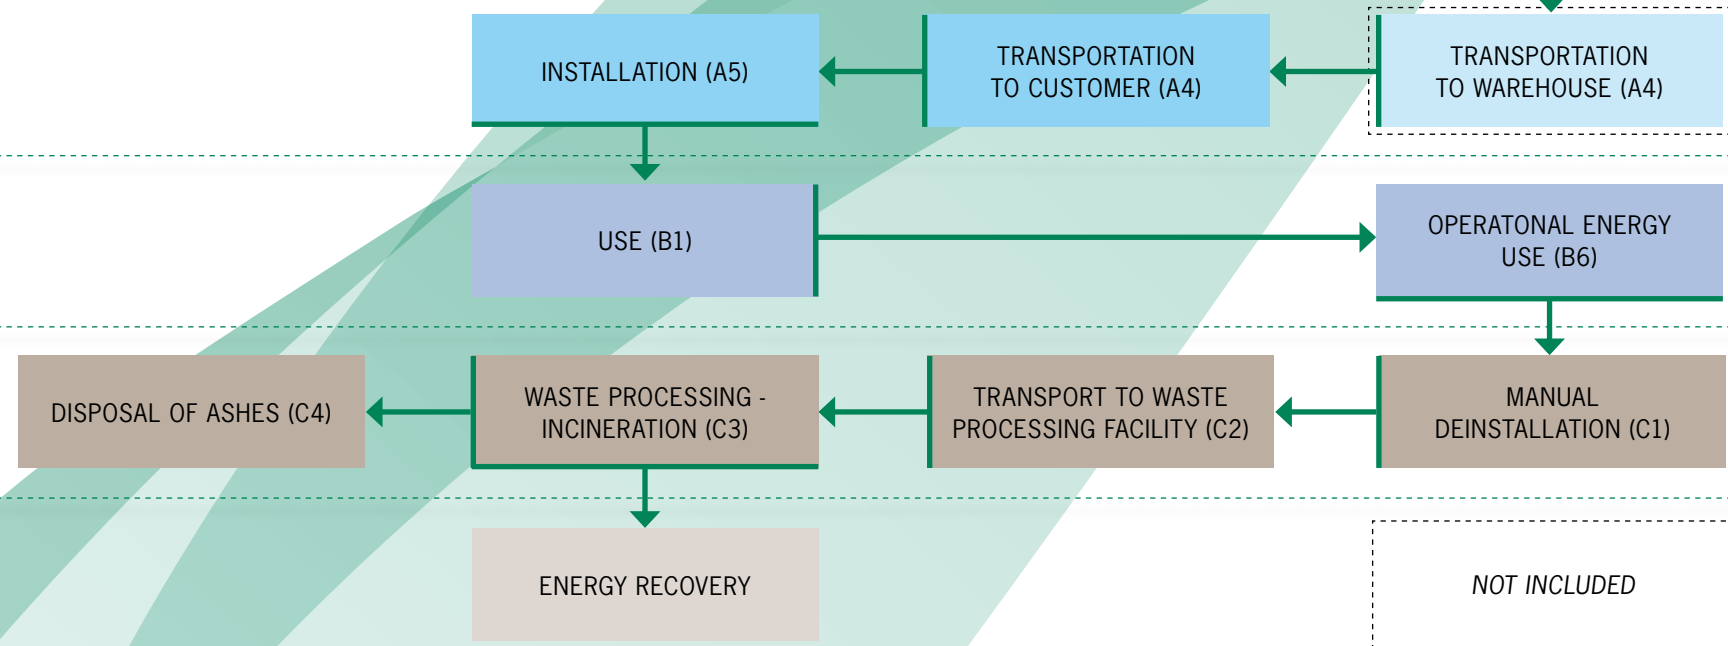 INSTALLATION (A5)
TRANSPORTATION
TO CUSTOMER (A4)
TRANSPORTATION
TO WAREHOUSE (A4)
USE (B1)
OPERATONAL ENERGY
USE (B6)
DISPOSAL OF ASHES (C4)
WASTE PROCESSING -
INCINERATION (C3)
TRANSPORT TO WASTE
PROCESSING FACILITY (C2)
MANUAL
DEINSTALLATION (C1)
ENERGY RECOVERY
NOT INCLUDED